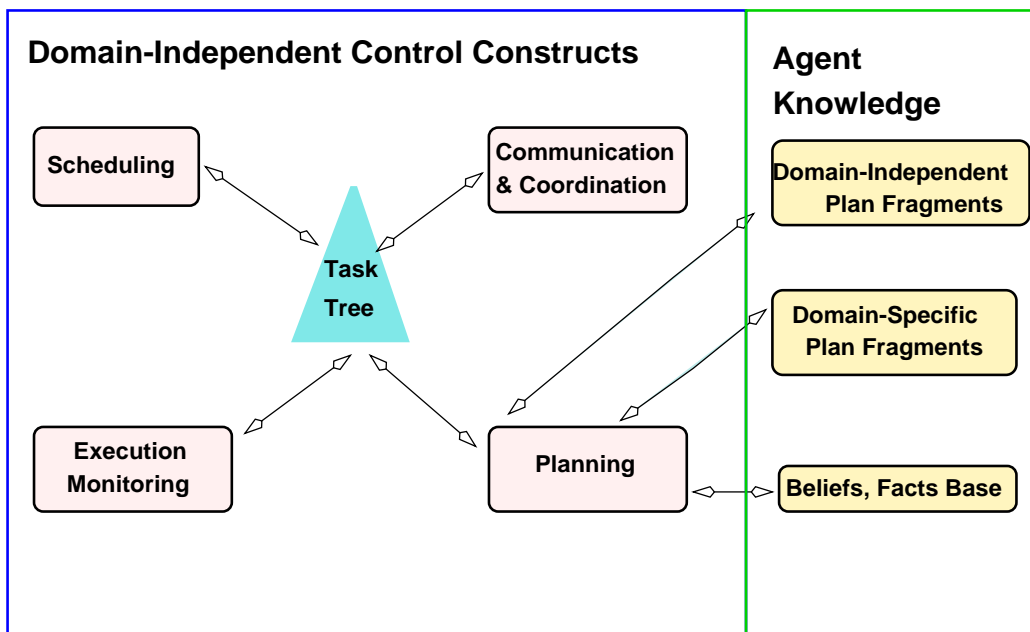 Domain-Independent Control Constructs
Agent
Knowledge
Scheduling
Communication
& Coordination
Task
Tree
Execution
Monitoring
Planning
Domain-Independent
Plan Fragments
Domain-Specific
Plan Fragments
Beliefs, Facts Base